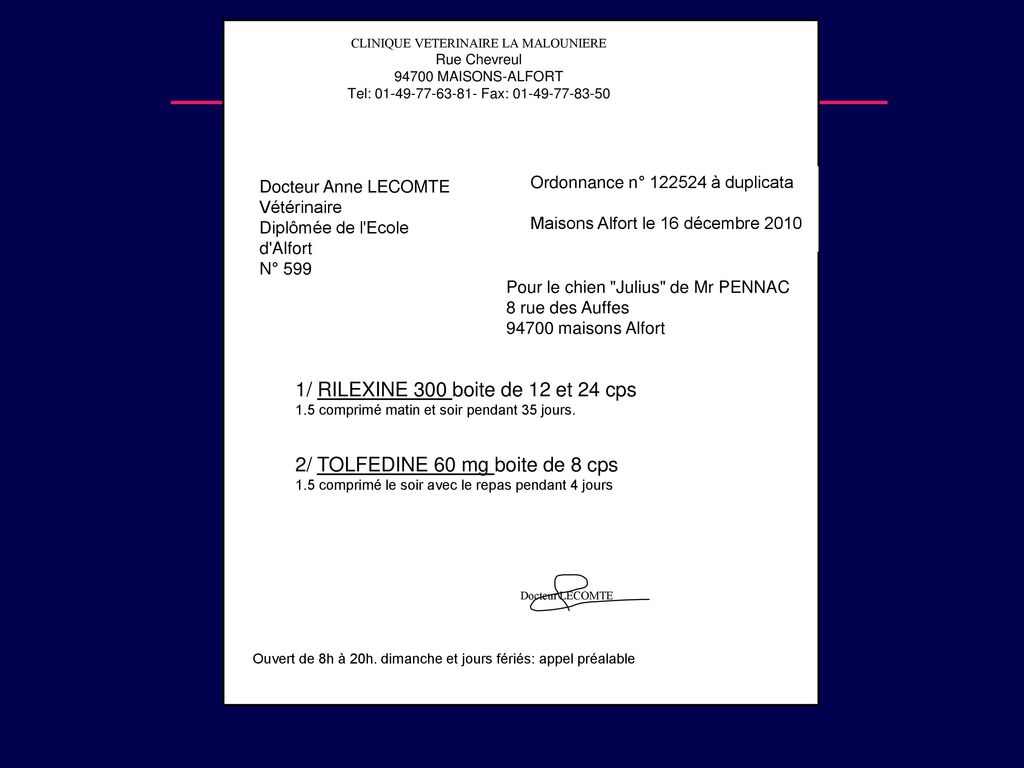 CLINIQUE VETERINAIRE LA MALOUNIERE
Rue Chevreul
94700 MAISONS-ALFORT
Tel: 01-49-77-63-81- Fax: 01-49-77-83-50
Docteur Anne LECOMTE
Vétérinaire
Diplômée de l'Ecole
d'Alfort
N° 599
Ordonnance n° 122524 à duplicata
Maisons Alfort le 16 décembre 2010
Pour le chien "Julius" de Mr PENNAC
8 rue des Auffes
94700 maisons Alfort
1/ RILEXINE 300 boite de 12 et 24 cps
1.5 comprimé matin et soir pendant 35 jours.
2/ TOLFEDINE 60 mg boite de 8 cps
1.5 comprimé le soir avec le repas pendant 4 jours
Docteur LECOMTE
Ouvert de 8h à 20h. dimanche et jours fériés: appel préalable